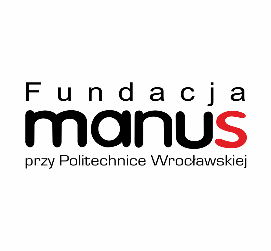 Fundacja
manus
przy Politechnice Wrocławskiej